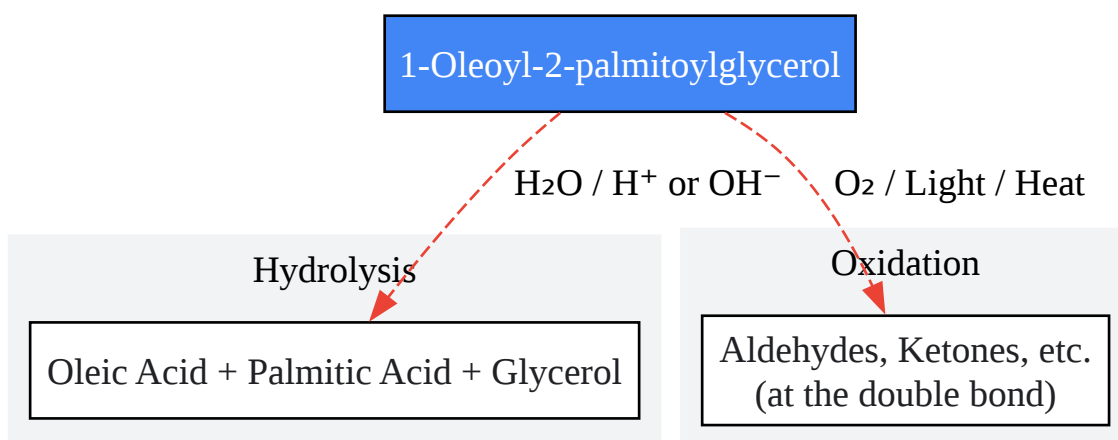 1-Oleoyl-2-palmitoylglycerol
H₂O / H⁺ or OH⁻
O₂ / Light / Heat
Hydrolysis
Oxidation
Oleic Acid + Palmitic Acid + Glycerol
Aldehydes, Ketones, etc.
(at the double bond)